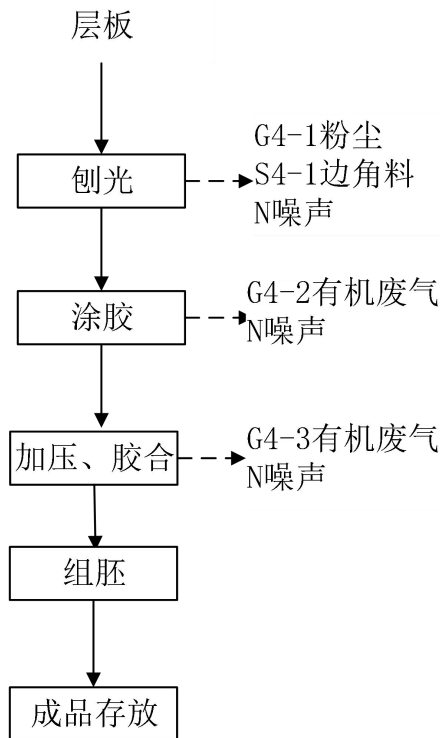 层板
刨光
G4-1粉尘
S4-1边角料
N噪声
涂胶
G4-2有机废气
N噪声
加压、胶合
G4-3有机废气
N噪声
组胚
成品存放